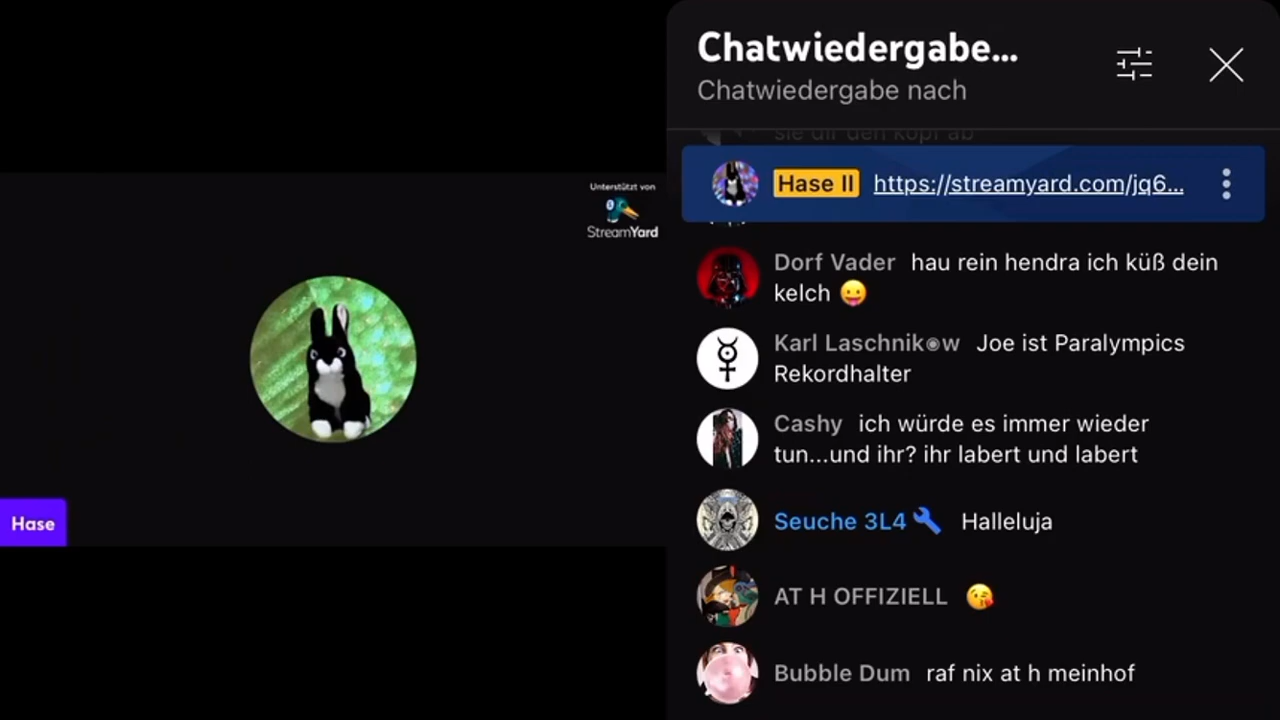 Unterstützt von
StreamYard
Hase
Chatwiedergabe...
Chatwiedergabe nach
sie dir den kopf ab
Hase II https://streamyard.com/jq6...
Dorf Vader hau rein hendra ich küß dein
kelch 😛
Karl Laschnik◉w Joe ist Paralympics
Rekordhalter
Cashy ich würde es immer wieder
tun...und ihr? ihr labert und labert
Seuche 3L4 Halleluja
AT H OFFIZIELL 😘
Bubble Dum raf nix at h meinhof